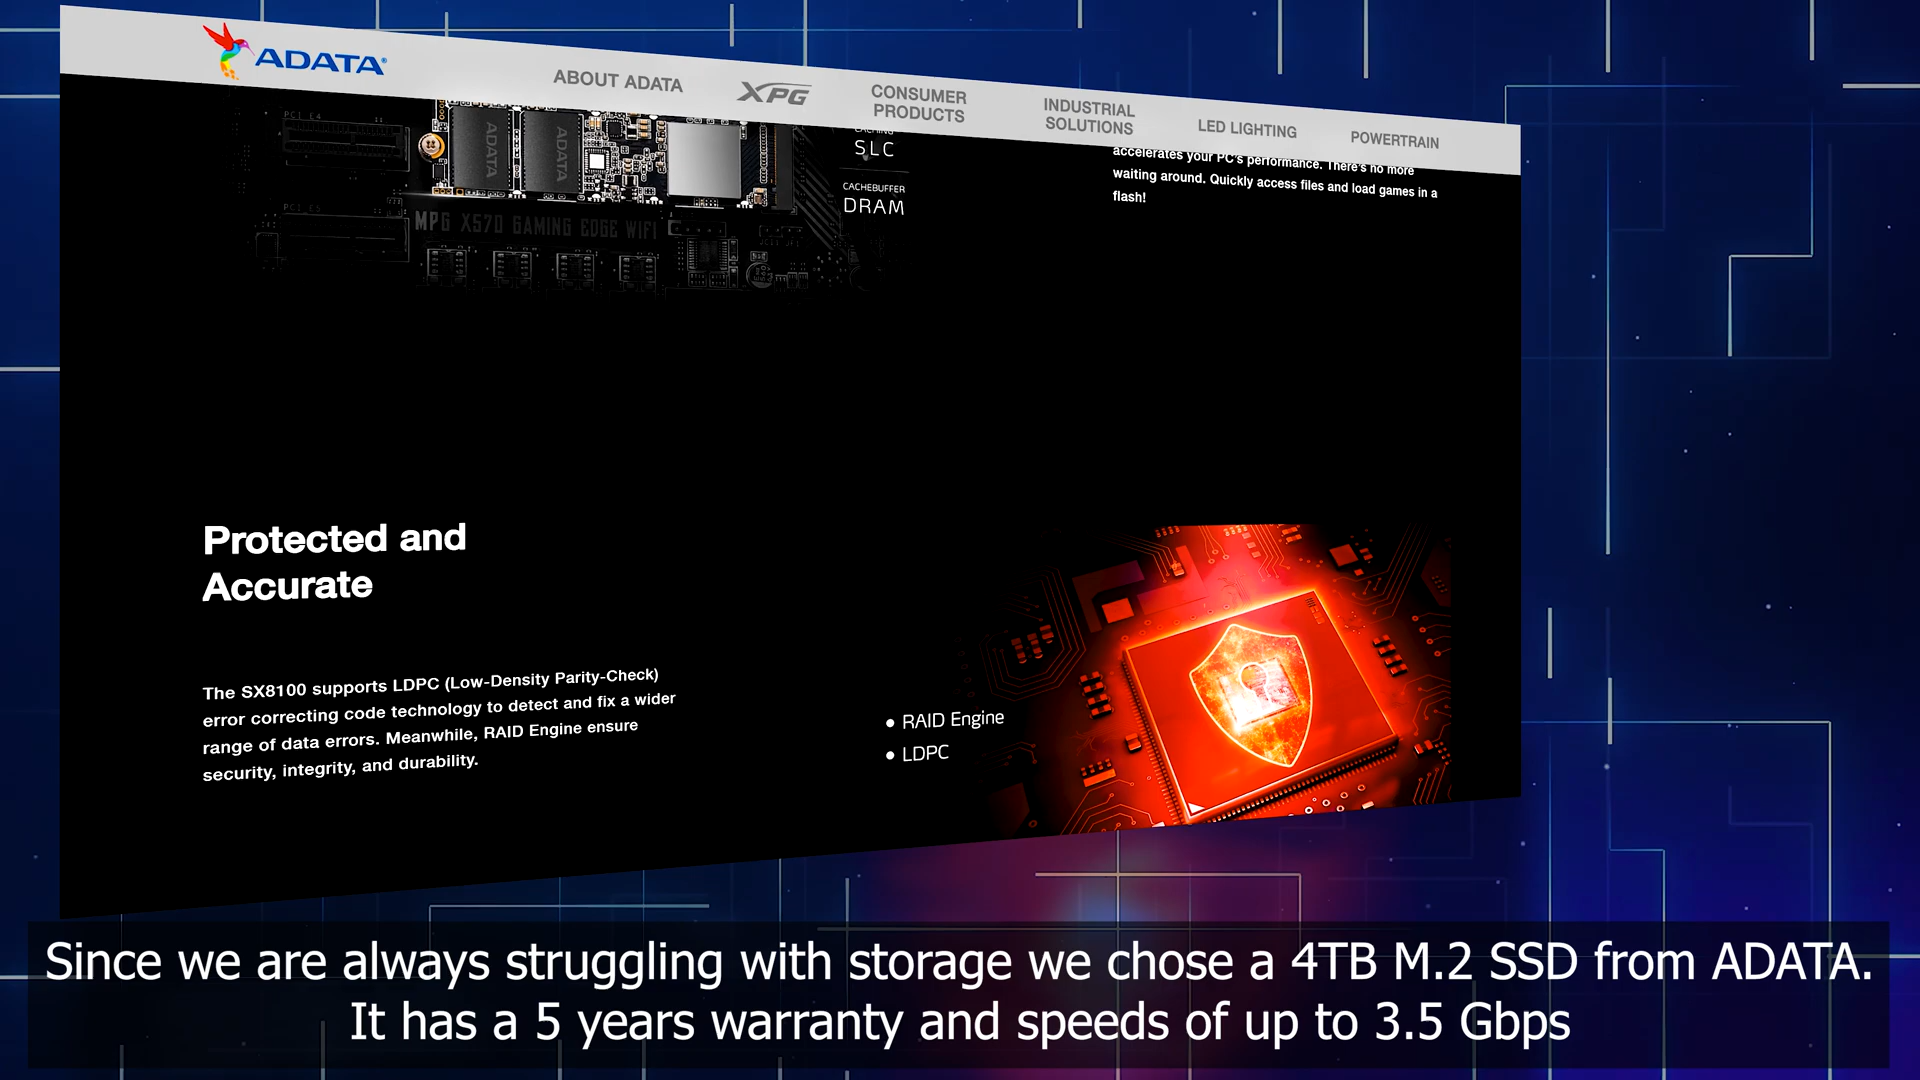 ADATA
ABOUT ADATA
XPG
CONSUMER
PRODUCTS
INDUSTRIAL
SOLUTIONS
LED LIGHTING
POWERTRAIN
PCI_E4
ADATA
ADATA
CACHING
SLC
CACHEBUFFER
DRAM
accelerates your PC's performance. There's no more
waiting around. Quickly access files and load games in a
flash!
PCI_E5
MPG X570 GAMING EDGE WIFI
Protected and
Accurate
The SX8100 supports LDPC (Low-Density Parity-Check)
error correcting code technology to detect and fix a wider
range of data errors. Meanwhile, RAID Engine ensure
security, integrity, and durability.
• RAID Engine
• LDPC
Since we are always struggling with storage we chose a 4TB M.2 SSD from ADATA.
It has a 5 years warranty and speeds of up to 3.5 Gbps